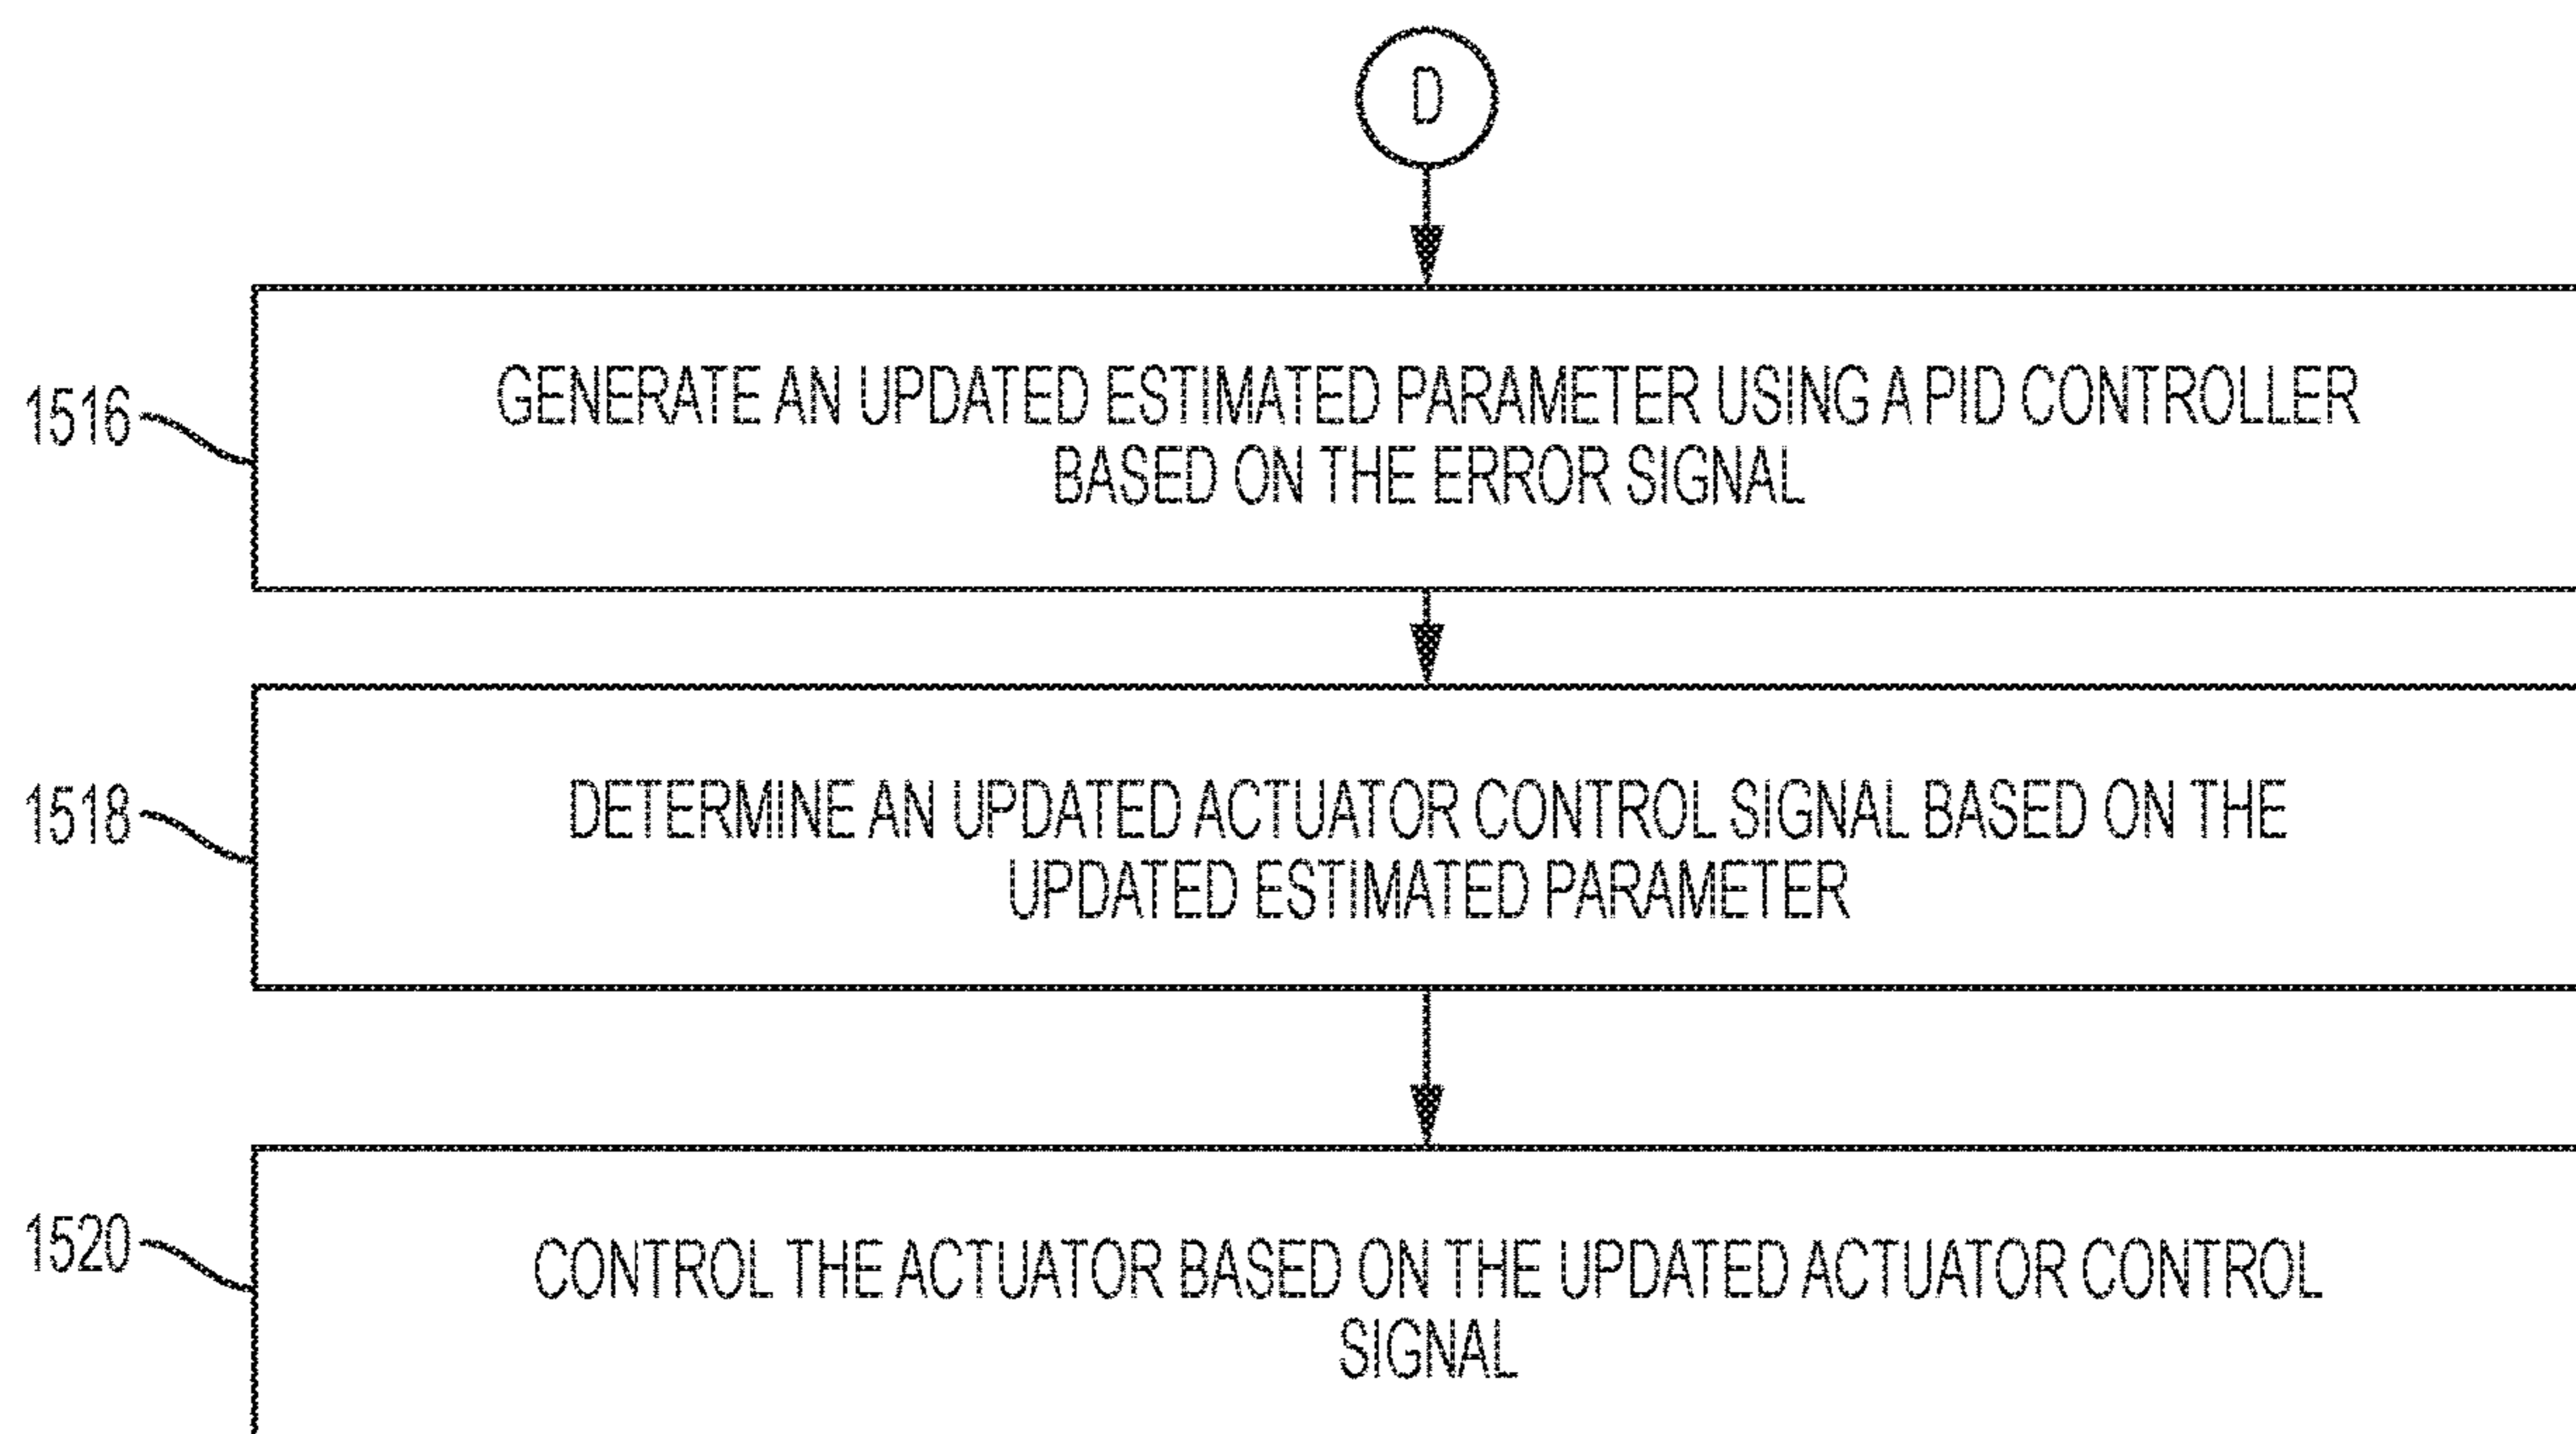 D
1516
GENERATE AN UPDATED ESTIMATED PARAMETER USING A PID CONTROLLER
BASED ON THE ERROR SIGNAL
1518
DETERMINE AN UPDATED ACTUATOR CONTROL SIGNAL BASED ON THE
UPDATED ESTIMATED PARAMETER
1520
CONTROL THE ACTUATOR BASED ON THE UPDATED ACTUATOR CONTROL
SIGNAL